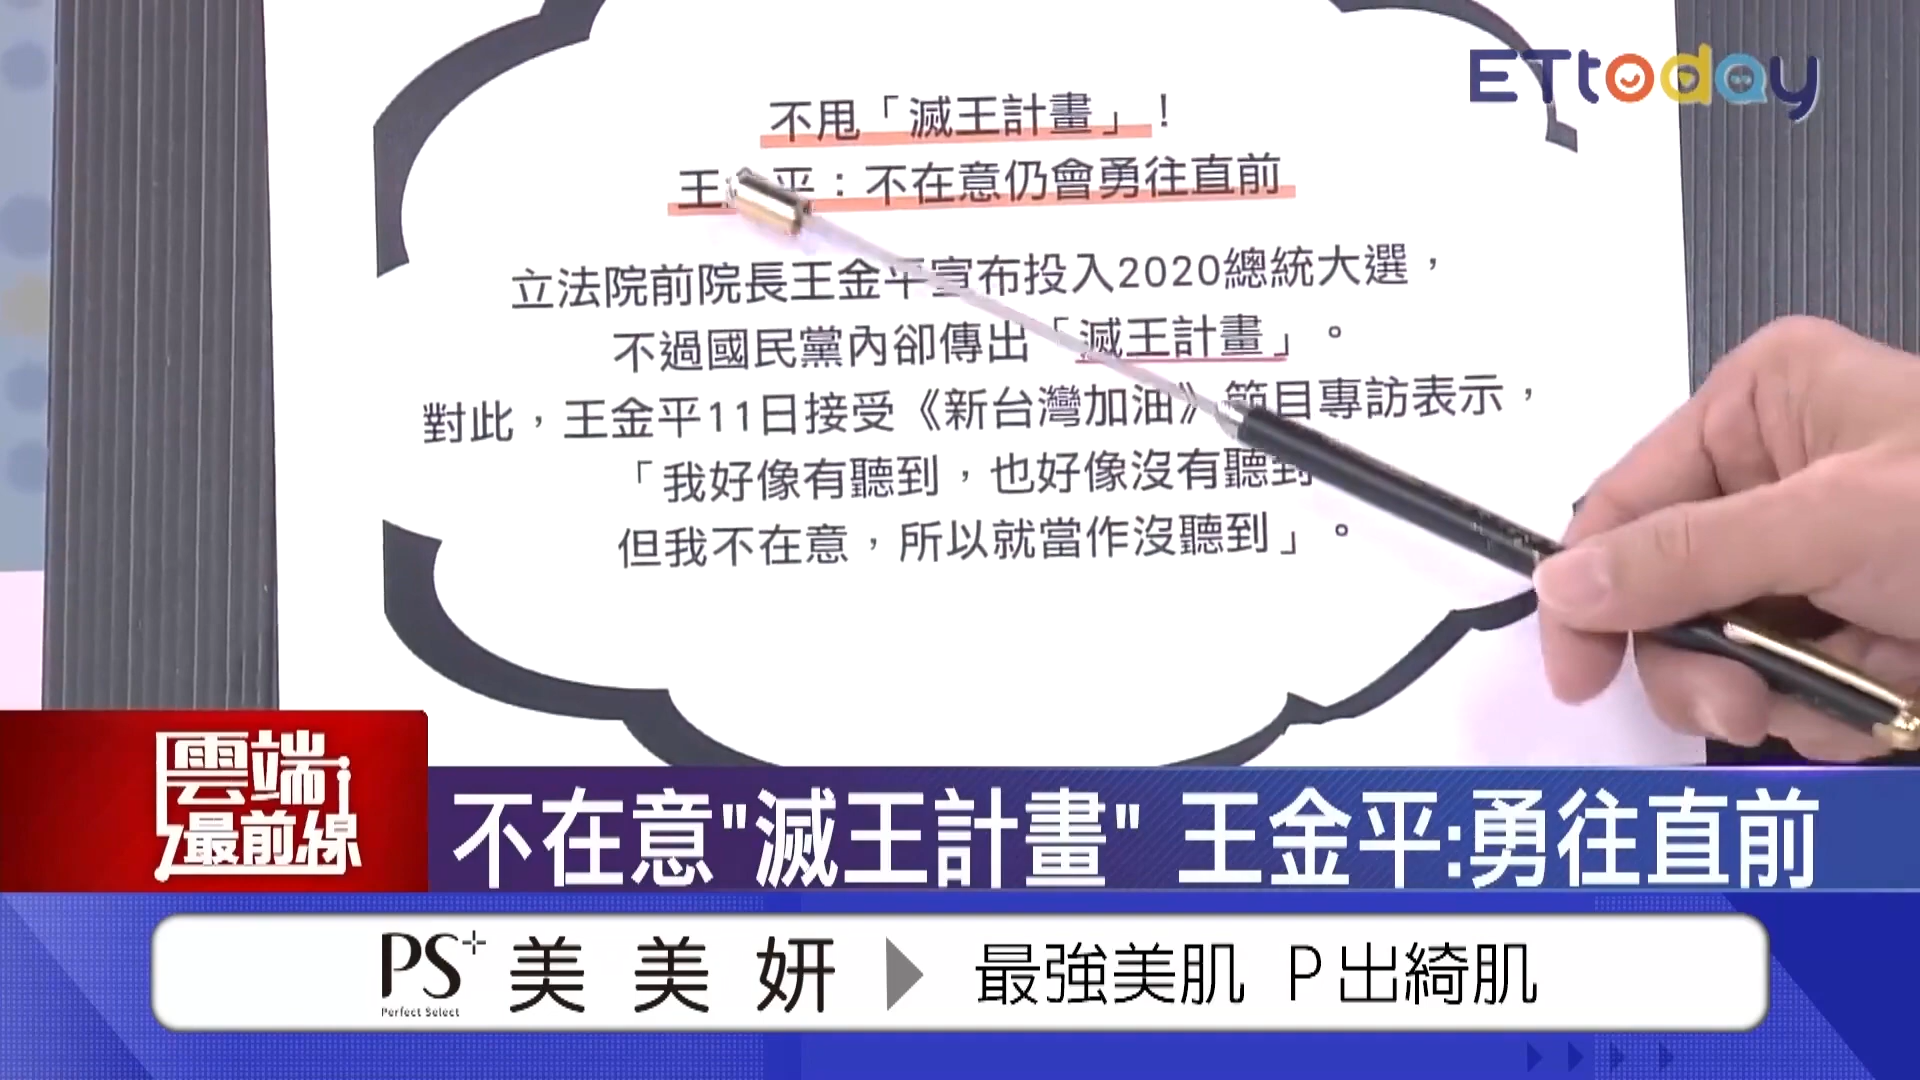 ETtoday
不甩「滅王計畫」!
王金平:不在意仍會勇往直前
立法院前院長王金平宣布投入2020總統大選,
不過國民黨內卻傳出「滅王計畫」。
對此,王金平11日接受《新台灣加油》節目專訪表示,
「我好像有聽到,也好像沒有聽到
但我不在意,所以就當作沒聽到」。
雲端
最前線
不在意"滅王計畫" 王金平:勇往直前
PS+ 美美妍 最強美肌 P出綺肌
Perfect Select